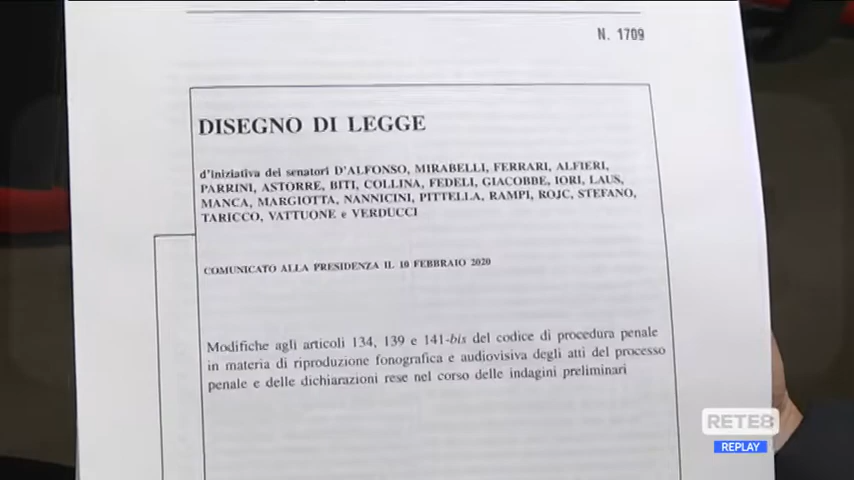 N. 1709
DISEGNO DI LEGGE
d'iniziativa dei senatori D'ALFONSO, MIRABELLI, FERRARI, ALFIERI,
PARRINI, ASTORRE, BITI, COLLINA, FEDELI, GIACOBBE, IORI, LAUS,
MANCA, MARGIOTTA, NANNICINI, PITTELLA, RAMPI, ROJC, STEFANO,
TARICCO, VATTUONE e VERDUCCI
COMUNICATO ALLA PRESIDENZA IL 10 FEBBRAIO 2020
Modifiche agli articoli 134, 139 e 141-bis del codice di procedura penale
in materia di riproduzione fonografica e audiovisiva degli atti del processo
penale e delle dichiarazioni rese nel corso delle indagini preliminari
RETE8
REPLAY